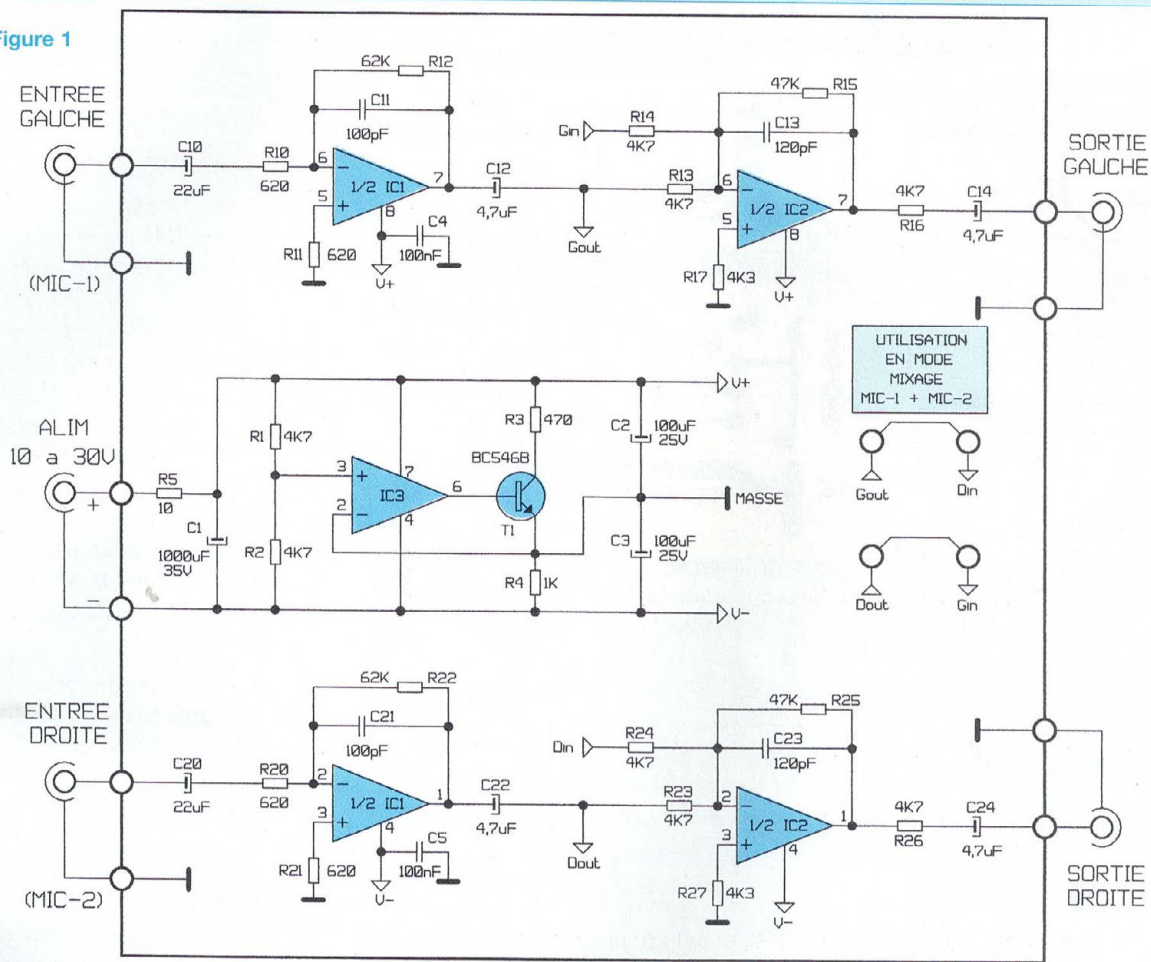 Figure 1
ENTREE
GAUCHE
(MIC-1)
C10
22uF
R10
620
62K R12
C11
100pF
6
5
7
8
1/2 IC1
R11 620
C4
100nF
V+
C12
4,7uF
Gout
Gin
R14
4K7
R13
4K7
47K R15
C13
120pF
6
5
7
8
1/2 IC2
R17 4K3
V+
4K7
R16
C14
4,7uF
SORTIE
GAUCHE
ALIM
10 a 30V
+
-
R5
10
C1
1000uF
35V
R1 4K7
R2 4K7
3
2
7
4
6
IC3
R3 470
BC546B
T1
R4 1K
C2
100uF
25V
C3
100uF
25V
V+
MASSE
V-
UTILISATION
EN MODE
MIXAGE
MIC-1 + MIC-2
Gout
Din
Dout
Gin
ENTREE
DROITE
(MIC-2)
C20
22uF
R20
620
62K R22
C21
100pF
2
3
1
4
1/2 IC1
R21 620
C5
100nF
V-
C22
4,7uF
Dout
Din
R24
4K7
R23
4K7
47K R25
C23
120pF
2
3
1
4
1/2 IC2
R27 4K3
V-
4K7
R26
C24
4,7uF
SORTIE
DROITE